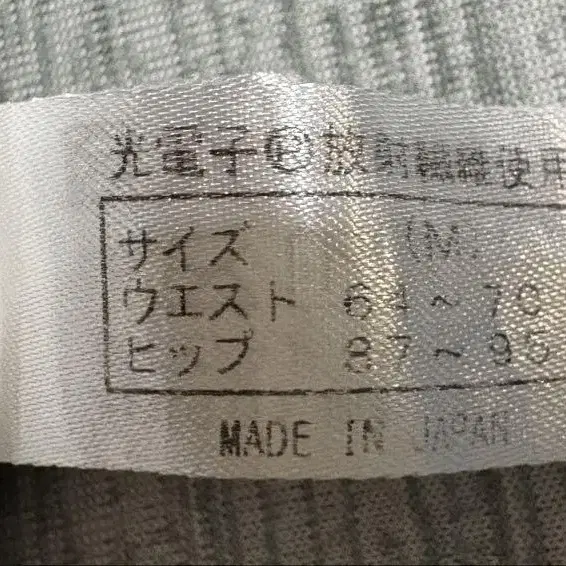 光電子®放射繊維使用
サイズ (M)
ウエスト 64~70
ヒップ 87~95
MADE IN JAPAN